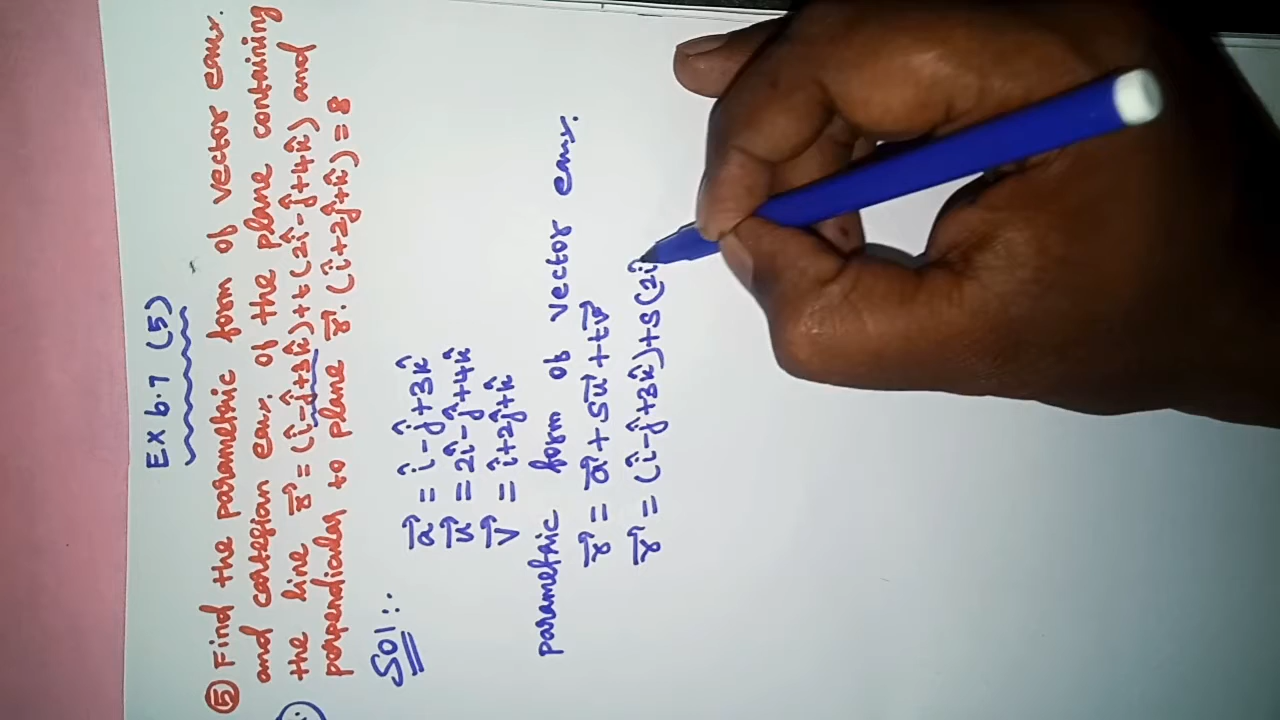 Ex 6.7 (5)
⑤ Find the parametric form of vector eqn.
and cartesian eqn. of the plane containing
the line r⃗ = (î-ĵ+3k̂)+t(2î-ĵ+4k̂) and
perpendicular to plane r⃗.(î+2ĵ+k̂)=8
Sol:-
a⃗ = î-ĵ+3k̂
u⃗ = 2î-ĵ+4k̂
v⃗ = î+2ĵ+k̂
parametric form of vector eqn.
r⃗ = a⃗+su⃗+tv⃗
r⃗ = (î-ĵ+3k̂)+s(2î